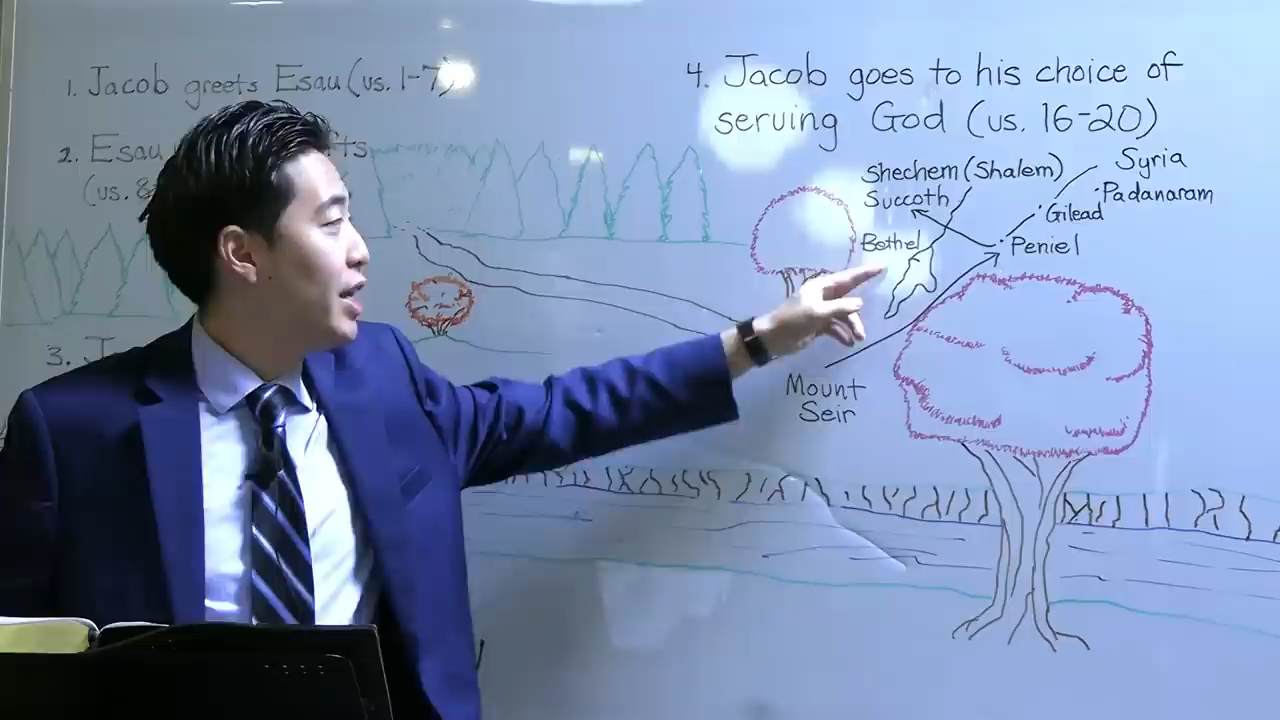 1. Jacob greets Esau (vs. 1-7)
2. Esau
(vs. 8
3. J
4. Jacob goes to his choice of
serving God (vs. 16-20)
Shechem (Shalem)
Succoth
Syria
Padanaram
Gilead
Bethel
Peniel
Mount
Seir